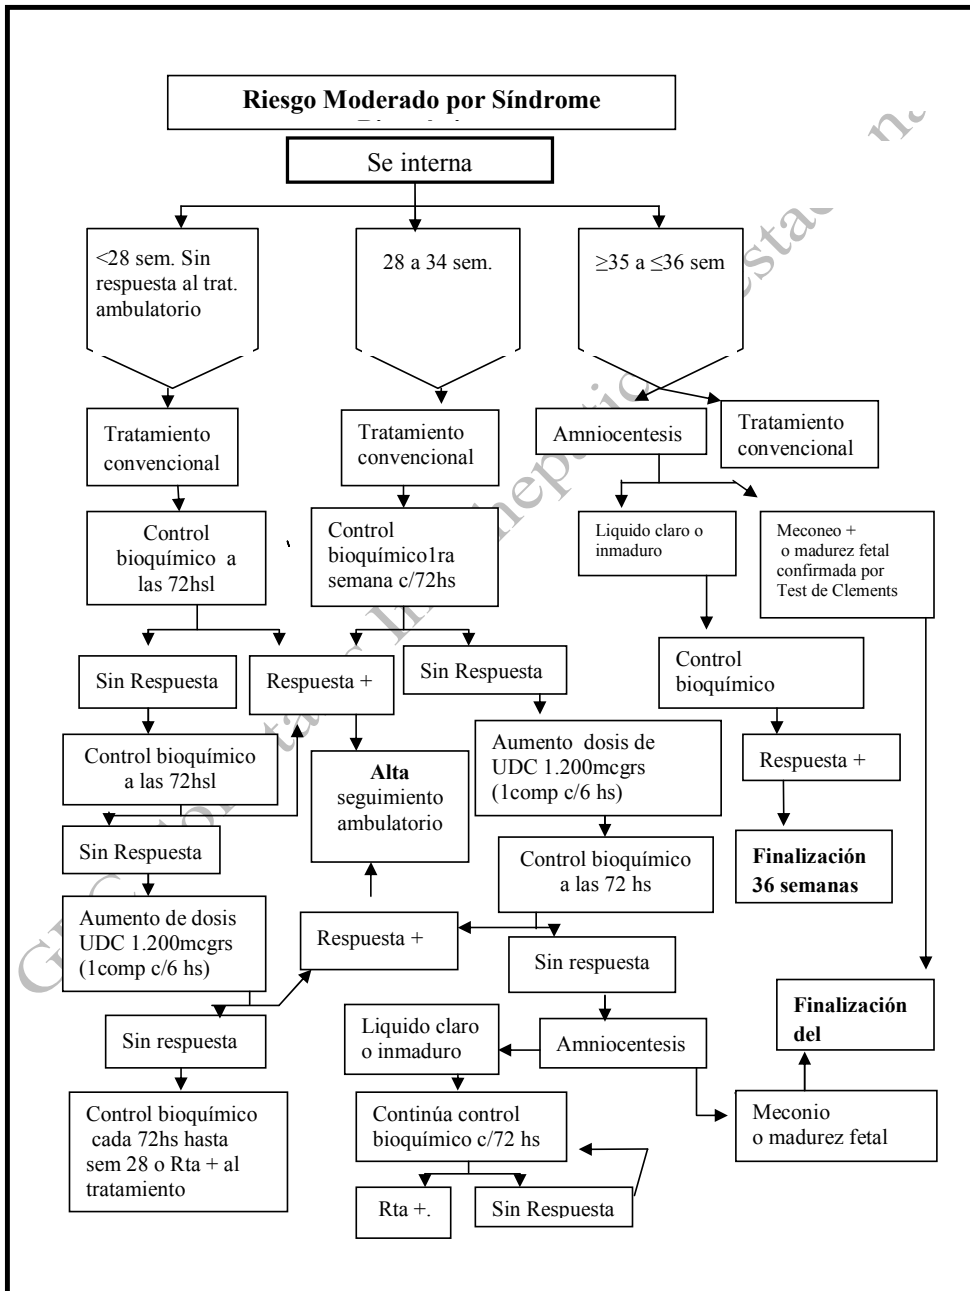 Riesgo Moderado por Síndrome
Se interna
<28 sem. Sin
respuesta al trat.
ambulatorio
28 a 34 sem.
≥35 a ≤36 sem
Tratamiento
convencional
Tratamiento
convencional
Amniocentesis
Tratamiento
convencional
Control
bioquímico a
las 72hsl
Control
bioquímico1ra
semana c/72hs
Liquido claro o
inmaduro
Meconeo +
o madurez fetal
confirmada por
Test de Clements
Sin Respuesta
Respuesta +
Sin Respuesta
Control
bioquímico
Control bioquímico
a las 72hsl
Alta
seguimiento
ambulatorio
Aumento dosis de
UDC 1.200mcgrs
(1comp c/6 hs)
Respuesta +
Sin Respuesta
Control bioquímico
a las 72 hs
Finalización
36 semanas
Aumento de dosis
UDC 1.200mcgrs
(1comp c/6 hs)
Respuesta +
Sin respuesta
Sin respuesta
Liquido claro
o inmaduro
Amniocentesis
Finalización
del
Control bioquímico
cada 72hs hasta
sem 28 o Rta + al
tratamiento
Continúa control
bioquímico c/72 hs
Meconio
o madurez fetal
Rta +.
Sin Respuesta